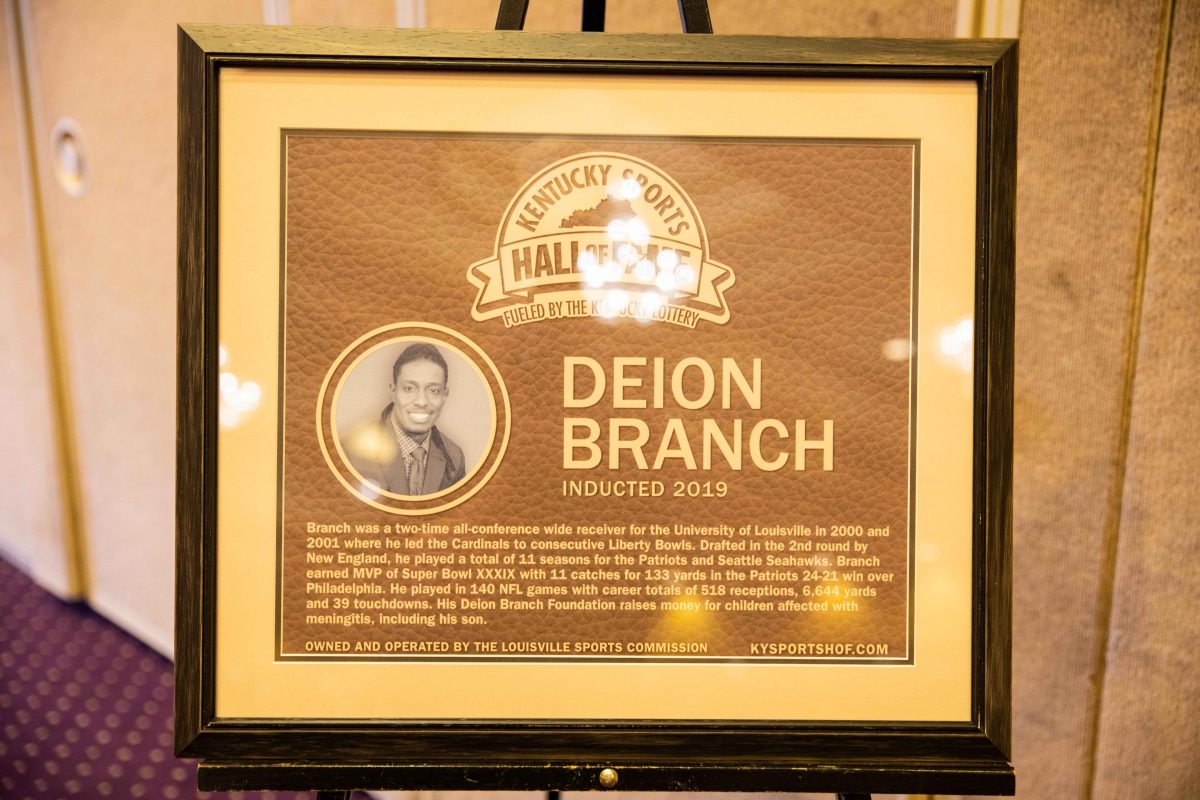 KENTUCKY SPORTS
HALL OF FAME
FUELED BY THE KENTUCKY LOTTERY
DEION
BRANCH
INDUCTED 2019
Branch was a two-time all-conference wide receiver for the University of Louisville in 2000 and
2001 where he led the Cardinals to consecutive Liberty Bowls. Drafted in the 2nd round by
New England, he played a total of 11 seasons for the Patriots and Seattle Seahawks. Branch
earned MVP of Super Bowl XXXIX with 11 catches for 133 yards in the Patriots 24-21 win over
Philadelphia. He played in 140 NFL games with career totals of 518 receptions, 6,644 yards
and 39 touchdowns. His Deion Branch Foundation raises money for children affected with
meningitis, including his son.
OWNED AND OPERATED BY THE LOUISVILLE SPORTS COMMISSION KYSPORTSHOF.COM